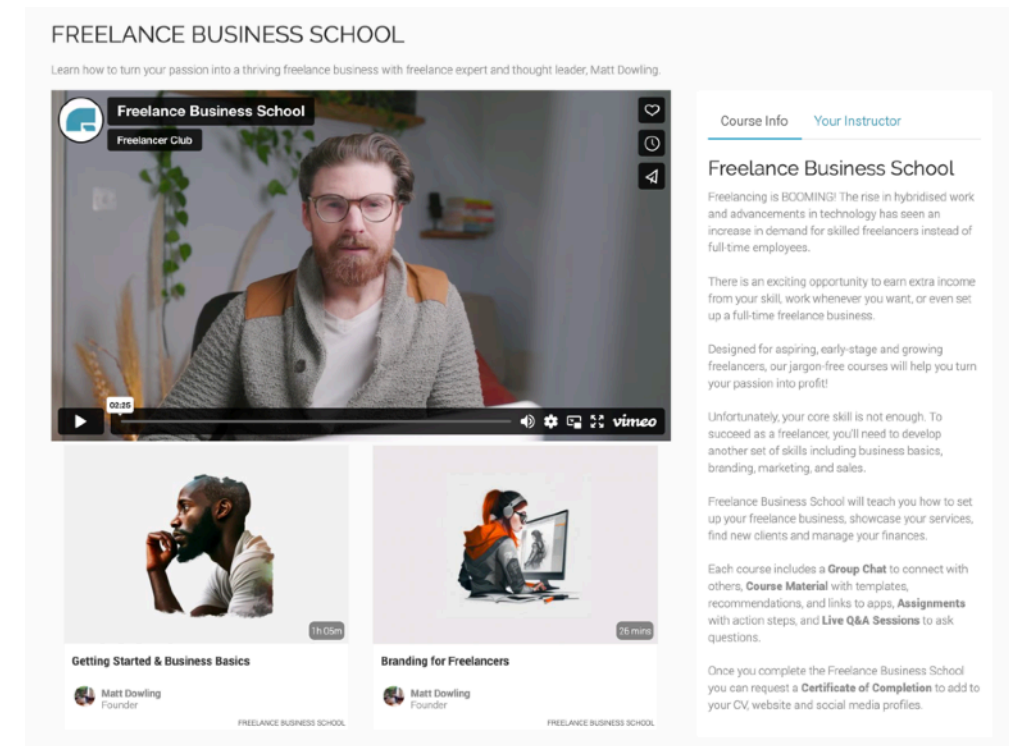 FREELANCE BUSINESS SCHOOL
Learn how to turn your passion into a thriving freelance business with freelance expert and thought leader, Matt Dowling.
Freelance Business School
Freelancer Club
02:25
vimeo
1h 05m
Getting Started & Business Basics
Matt Dowling
Founder
FREELANCE BUSINESS SCHOOL
26 mins
Branding for Freelancers
Matt Dowling
Founder
FREELANCE BUSINESS SCHOOL
Course Info
Your Instructor
Freelance Business School
Freelancing is BOOMING! The rise in hybridised work
and advancements in technology has seen an
increase in demand for skilled freelancers instead of
full-time employees.
There is an exciting opportunity to earn extra income
from your skill, work whenever you want, or even set
up a full-time freelance business.
Designed for aspiring, early-stage and growing
freelancers, our jargon-free courses will help you turn
your passion into profit!
Unfortunately, your core skill is not enough. To
succeed as a freelancer, you'll need to develop
another set of skills including business basics,
branding, marketing, and sales.
Freelance Business School will teach you how to set
up your freelance business, showcase your services,
find new clients and manage your finances.
Each course includes a Group Chat to connect with
others, Course Material with templates,
recommendations, and links to apps, Assignments
with action steps, and Live Q&A Sessions to ask
questions.
Once you complete the Freelance Business School
you can request a Certificate of Completion to add to
your CV, website and social media profiles.